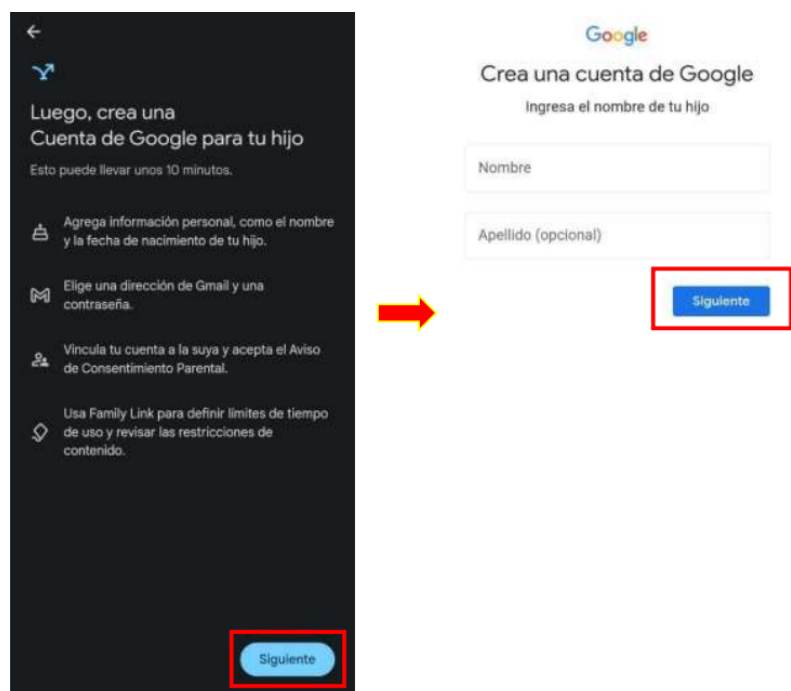 Luego, crea una
Cuenta de Google para tu hijo
Esto puede llevar unos 10 minutos.
Agrega información personal, como el nombre
y la fecha de nacimiento de tu hijo.
Elige una dirección de Gmail y una
contraseña.
Vincula tu cuenta a la suya y acepta el Aviso
de Consentimiento Parental.
Usa Family Link para definir límites de tiempo
de uso y revisar las restricciones de
contenido.
Siguiente
Google
Crea una cuenta de Google
Ingresa el nombre de tu hijo
Nombre
Apellido (opcional)
Siguiente